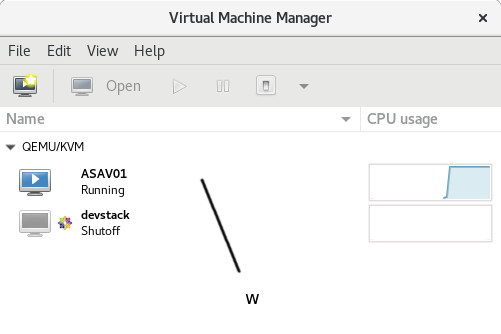 Virtual Machine Manager
File Edit View Help
Open
Name CPU usage
QEMU/KVM
ASAV01
Running
devstack
Shutoff
W